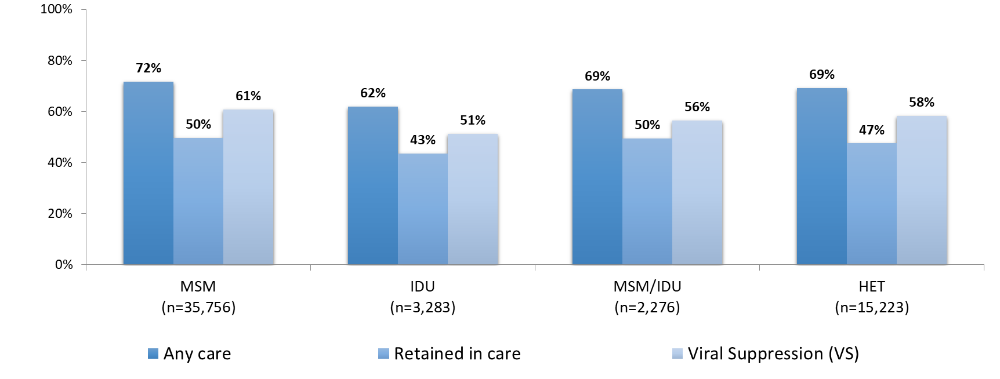 100%
80%
60%
40%
20%
0%
72%
50%
61%
62%
43%
51%
69%
50%
56%
69%
47%
58%
MSM
(n=35,756)
IDU
(n=3,283)
MSM/IDU
(n=2,276)
HET
(n=15,223)
Any care
Retained in care
Viral Suppression (VS)